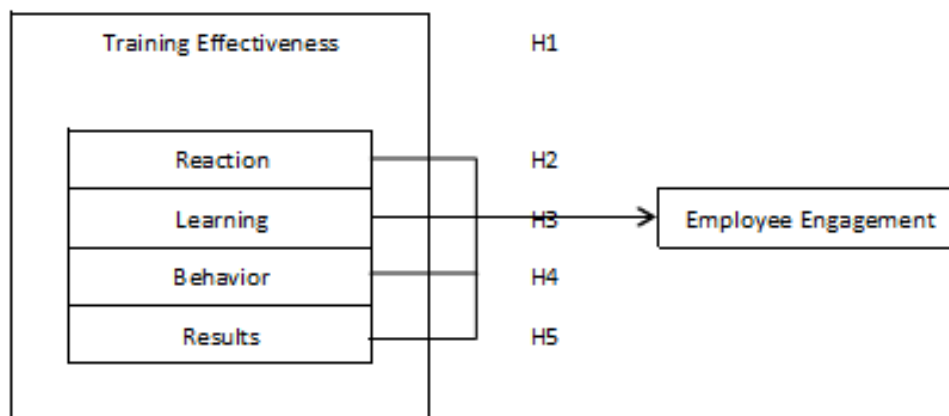 Training Effectiveness H1
Reaction H2
Learning H3 Employee Engagement
Behavior H4
Results H5